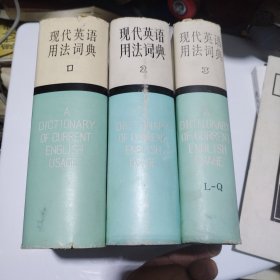 现代英语
用法词典
1
A
DICTIONARY
OF CURRENT
ENGLISH
USAGE
现代英语
用法词典
2
A
DICTIONARY
OF CURRENT
ENGLISH
USAGE
现代英语
用法词典
3
A
DICTIONARY
OF CURRENT
ENGLISH
USAGE
L-Q